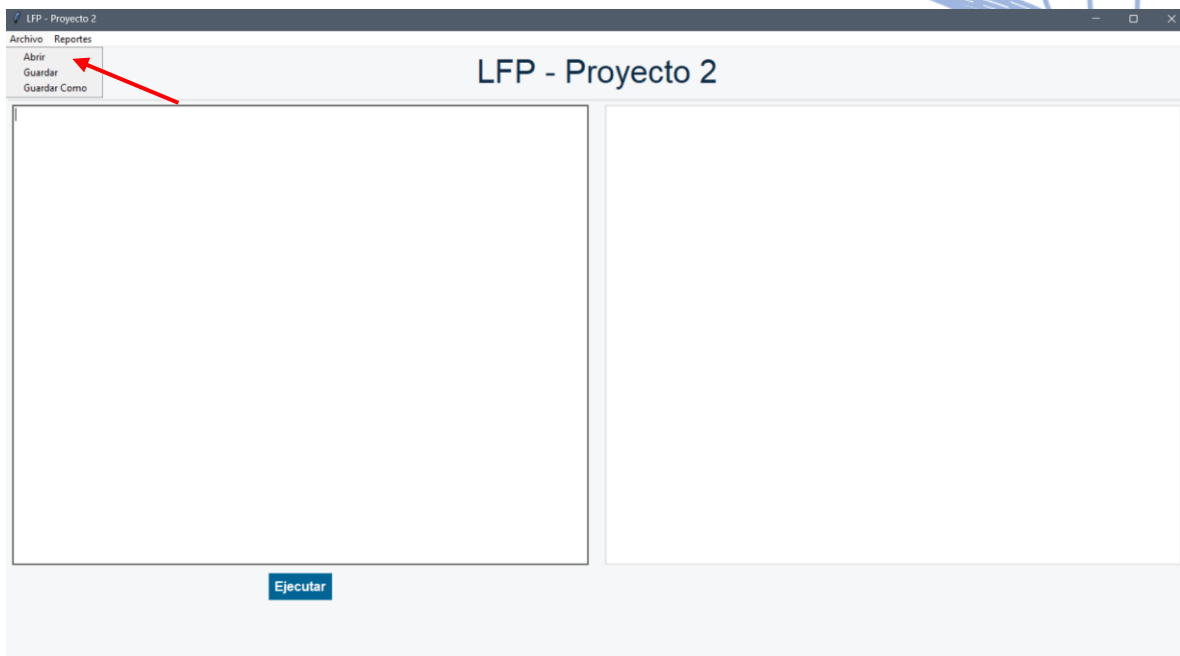 LFP - Proyecto 2
Archivo Reportes
Abrir
Guardar
Guardar Como
LFP - Proyecto 2
Ejecutar